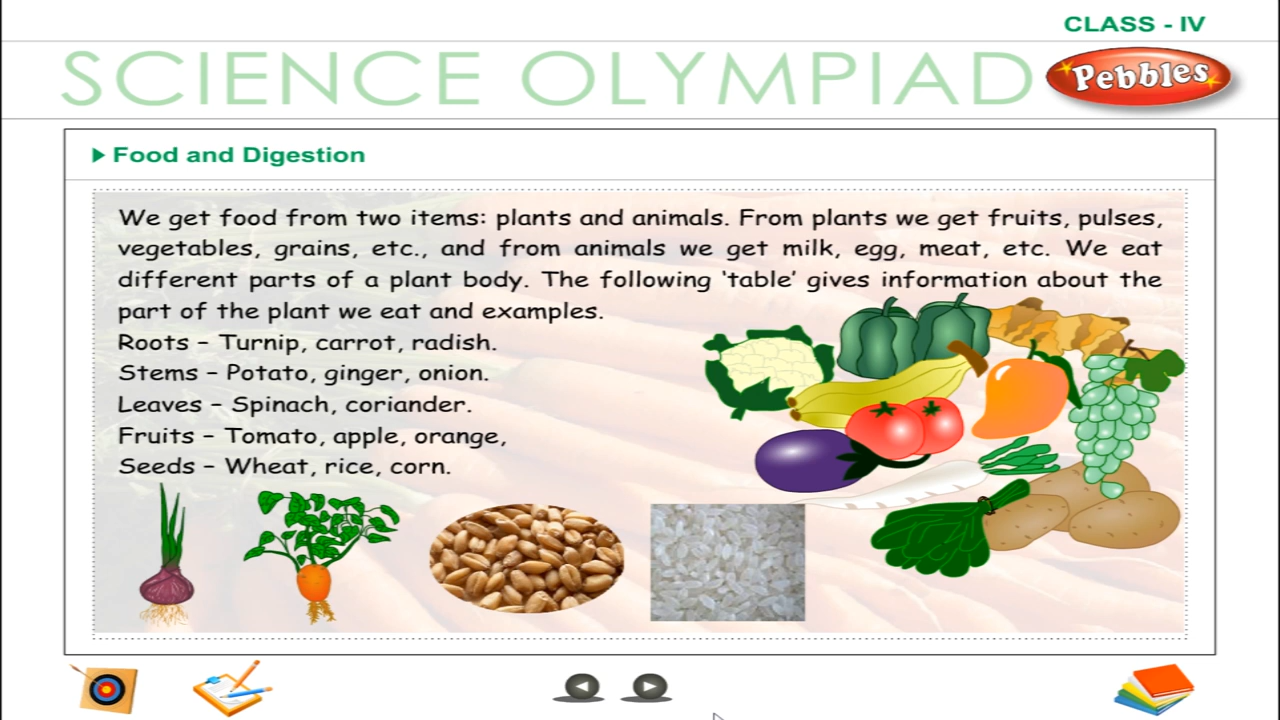 CLASS - IV
SCIENCE OLYMPIAD
Pebbles
Food and Digestion
We get food from two items: plants and animals. From plants we get fruits, pulses,
vegetables, grains, etc., and from animals we get milk, egg, meat, etc. We eat
different parts of a plant body. The following ‘table’ gives information about the
part of the plant we eat and examples.
Roots – Turnip, carrot, radish.
Stems – Potato, ginger, onion.
Leaves – Spinach, coriander.
Fruits – Tomato, apple, orange,
Seeds – Wheat, rice, corn.